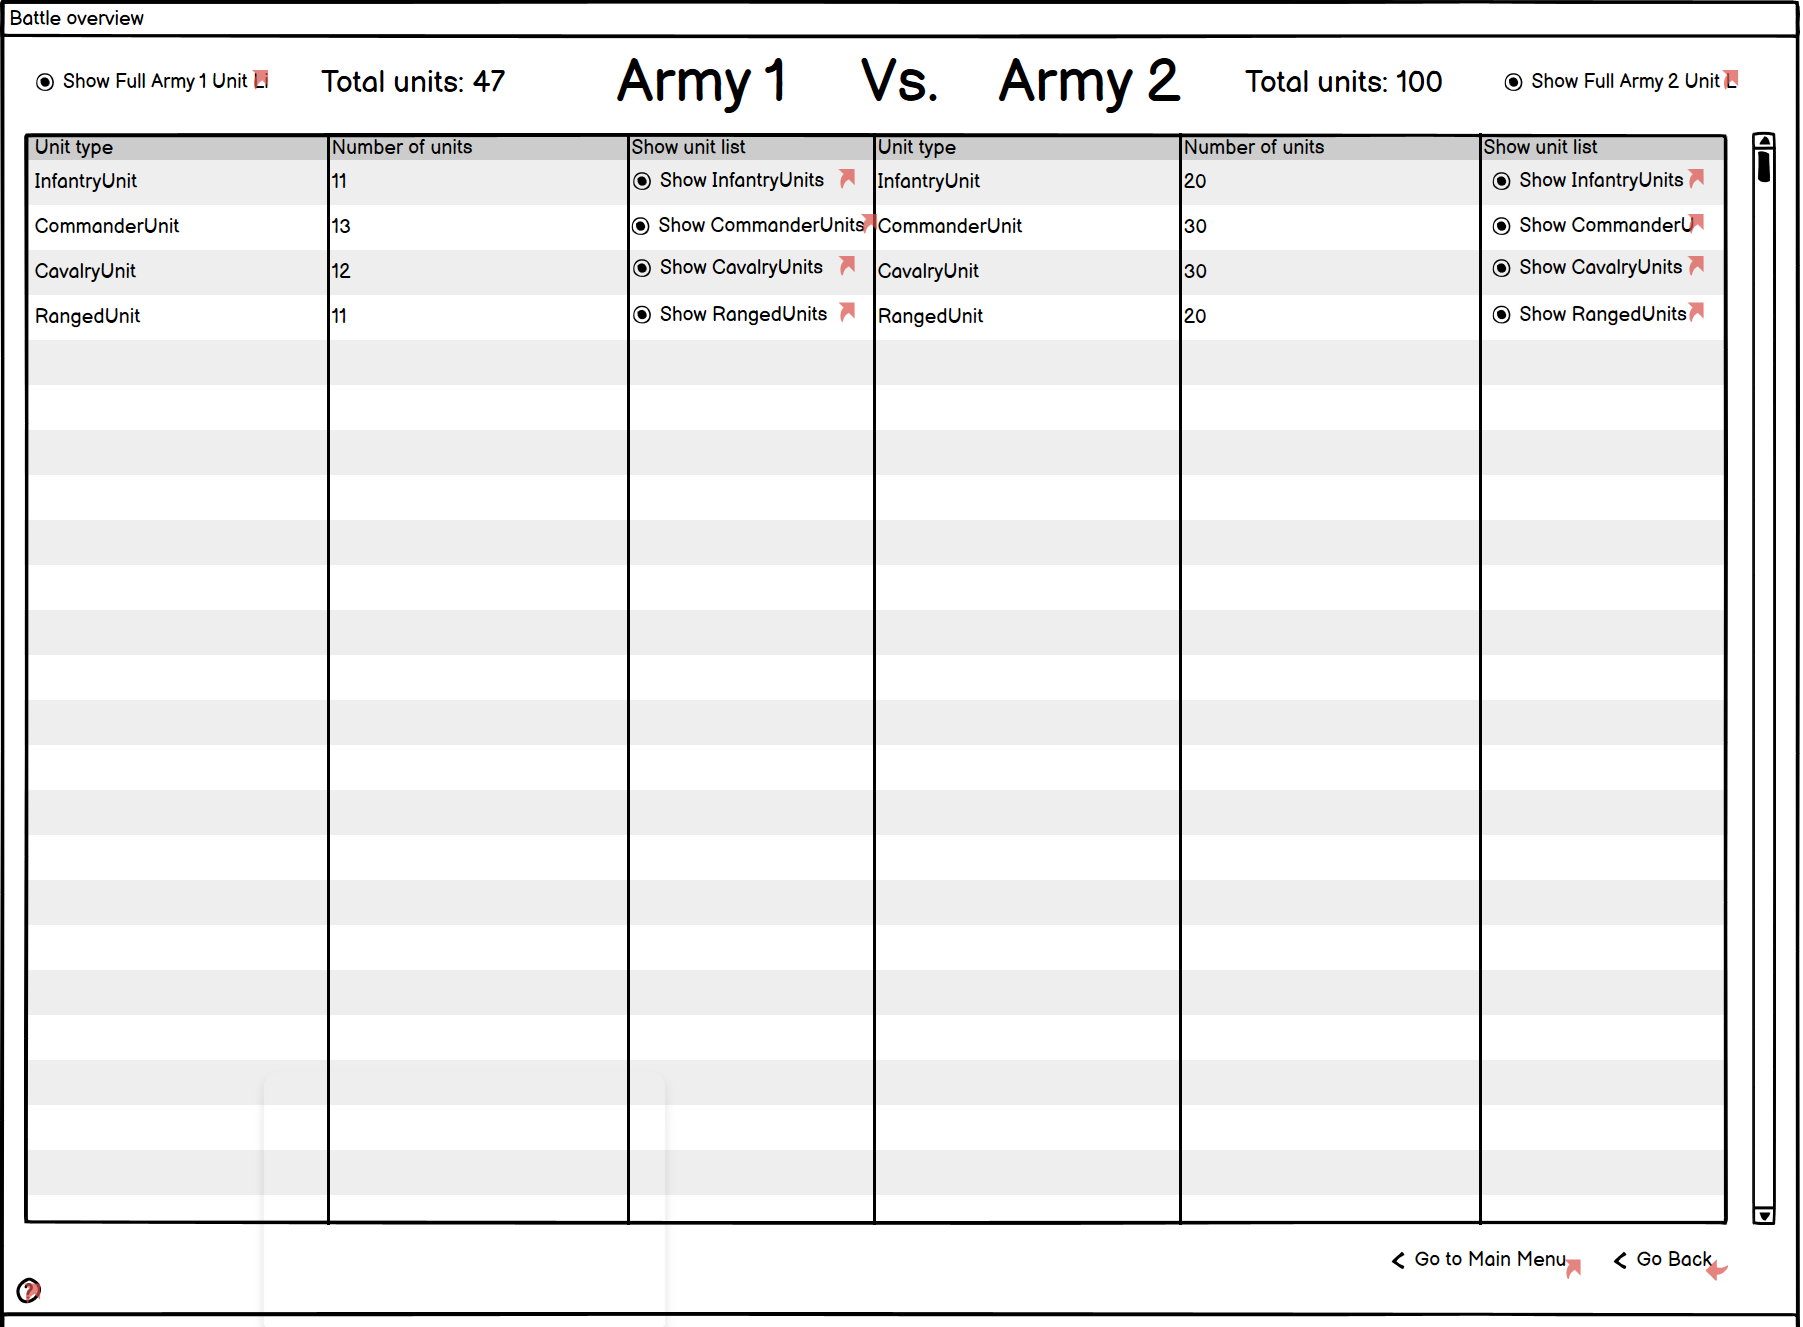 Battle overview
Show Full Army 1 Unit Li Total units: 47 Army 1 Vs. Army 2 Total units: 100 Show Full Army 2 Unit L
Unit type Number of units Show unit list Unit type Number of units Show unit list
InfantryUnit 11 Show InfantryUnits InfantryUnit 20 Show InfantryUnits
CommanderUnit 13 Show CommanderUnits CommanderUnit 30 Show CommanderU
CavalryUnit 12 Show CavalryUnits CavalryUnit 30 Show CavalryUnits
RangedUnit 11 Show RangedUnits RangedUnit 20 Show RangedUnits
< Go to Main Menu < Go Back
?